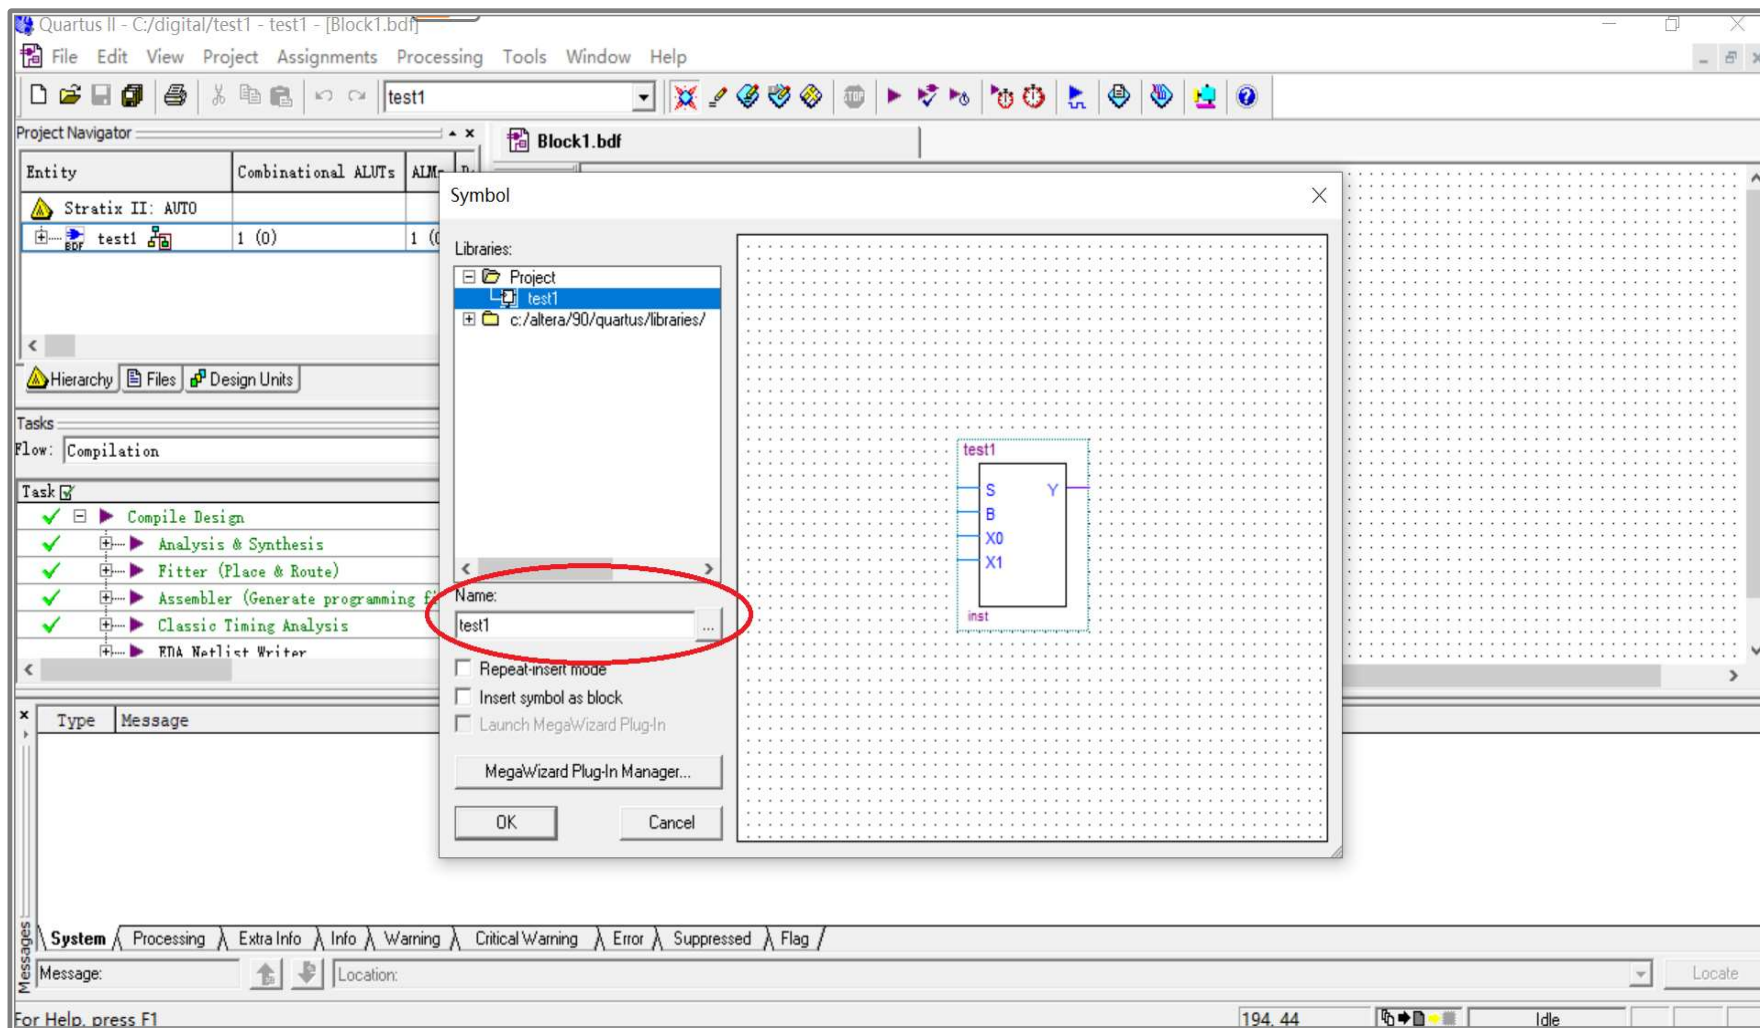 Quartus II - C:/digital/test1 - test1 - [Block1.bdf]
File Edit View Project Assignments Processing Tools Window Help
test1
Project Navigator
Block1.bdf
Entity Combinational ALUTs ALMs
Stratix II: AUTO
test1 1 (0) 1 (0
Hierarchy Files Design Units
Tasks
Flow: Compilation
Task
Compile Design
Analysis & Synthesis
Fitter (Place & Route)
Assembler (Generate programming f
Classic Timing Analysis
EDA Netlist Writer
Symbol
Libraries:
Project
test1
c:/altera/90/quartus/libraries/
Name:
test1
...
Repeat-insert mode
Insert symbol as block
Launch MegaWizard Plug-In
MegaWizard Plug-In Manager...
OK Cancel
test1
S Y
B
X0
X1
inst
Type Message
Messages
System Processing Extra Info Info Warning Critical Warning Error Suppressed Flag
Message: Location: Locate
For Help, press F1 194, 44 Idle